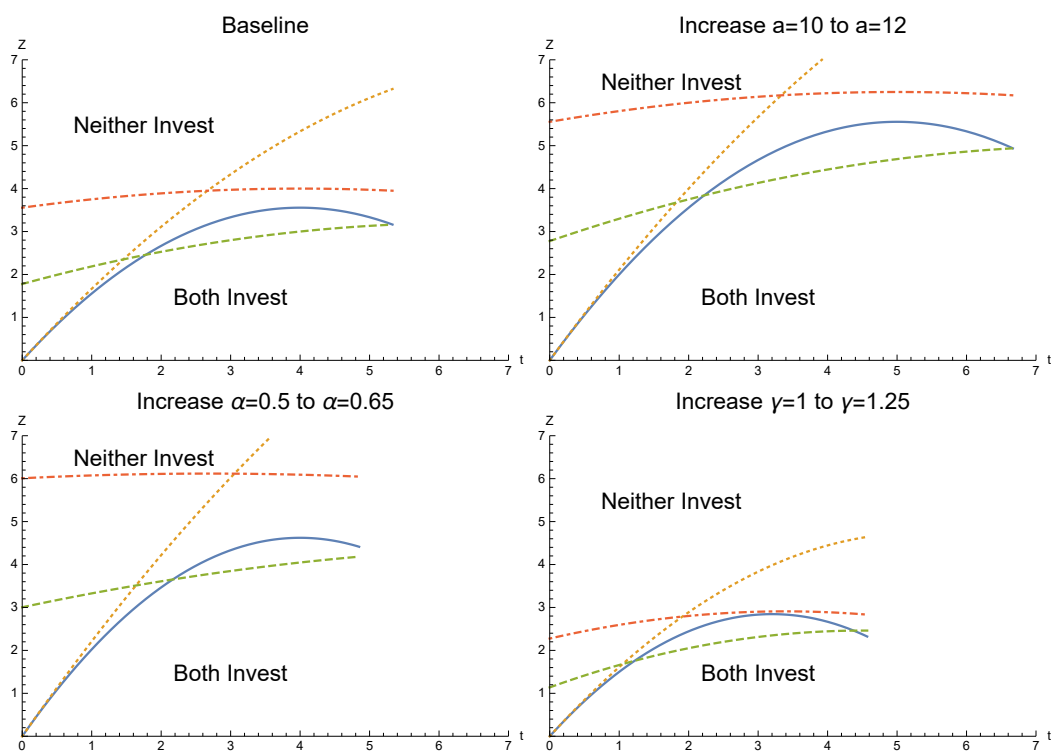 Baseline
Z
7
6
5
4
3
2
1
0 1 2 3 4 5 6 7 t
Neither Invest
Both Invest
Increase a=10 to a=12
Z
7
6
5
4
3
2
1
0 1 2 3 4 5 6 7 t
Neither Invest
Both Invest
Increase α=0.5 to α=0.65
Z
7
6
5
4
3
2
1
0 1 2 3 4 5 6 7 t
Neither Invest
Both Invest
Increase γ=1 to γ=1.25
Z
7
6
5
4
3
2
1
0 1 2 3 4 5 6 7 t
Neither Invest
Both Invest